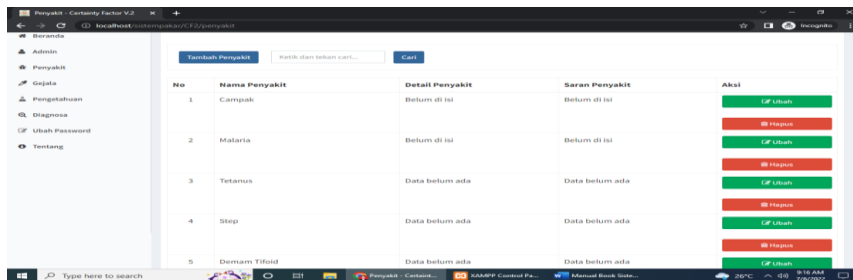 Penyakit - Certainty Factor V.2
localhost/sistempakar/CF2/penyakit
Incognito
Beranda
Admin
Penyakit
Gejala
Pengetahuan
Diagnosa
Ubah Password
Tentang
Tambah Penyakit Ketik dan tekan cari... Cari
No Nama Penyakit Detail Penyakit Saran Penyakit Aksi
1 Campak Belum di isi Belum di isi Ubah
Hapus
2 Malaria Belum di isi Belum di isi Ubah
Hapus
3 Tetanus Data belum ada Data belum ada Ubah
Hapus
4 Step Data belum ada Data belum ada Ubah
Hapus
5 Demam Tifoid Data belum ada Data belum ada Ubah
Type here to search Penyakit - Certaint... XAMPP Control Pa... Manual Book Siste... 26°C 9:16 AM
7/6/2022